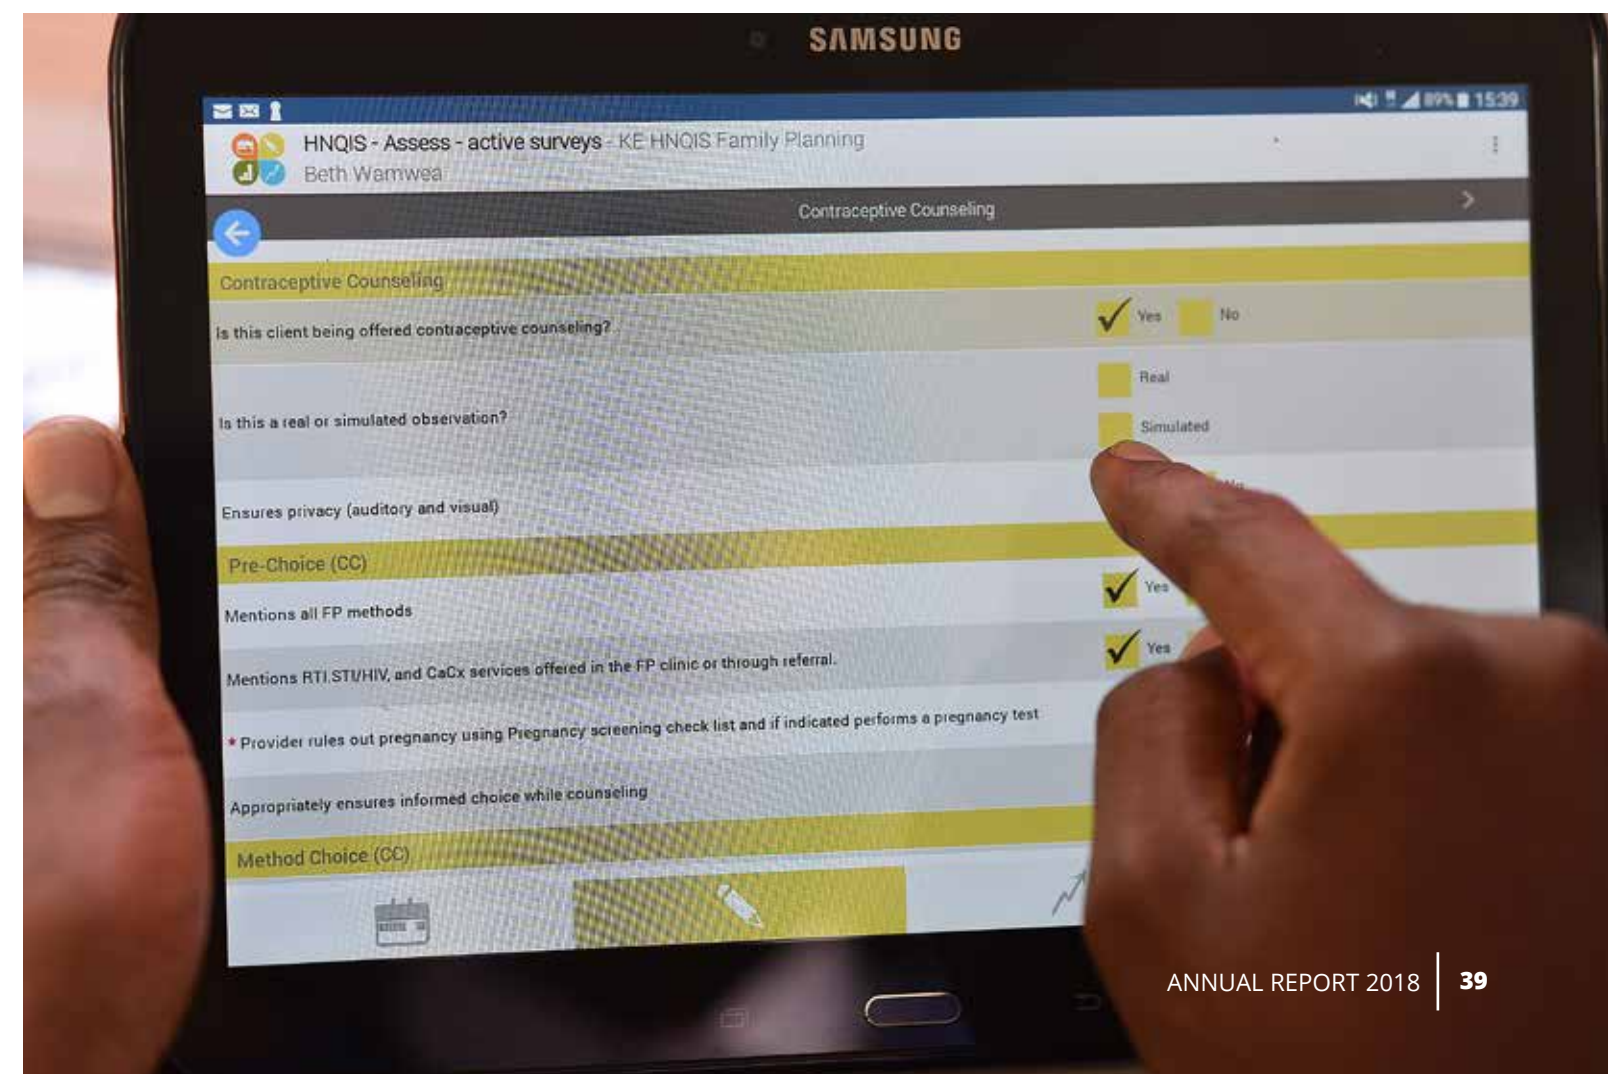 SAMSUNG
89% 15:39
HNQIS - Assess - active surveys - KE HNQIS Family Planning
Beth Wamwea
Contraceptive Counseling
Contraceptive Counseling
Is this client being offered contraceptive counseling? Yes No
Real
Is this a real or simulated observation?
Simulated
Ensures privacy (auditory and visual) No
Pre-Choice (CC)
Mentions all FP methods Yes
Mentions RTI,STI/HIV, and CaCx services offered in the FP clinic or through referral. Yes
* Provider rules out pregnancy using Pregnancy screening check list and if indicated performs a pregnancy test
Appropriately ensures informed choice while counseling
Method Choice (CC)
ANNUAL REPORT 2018 39